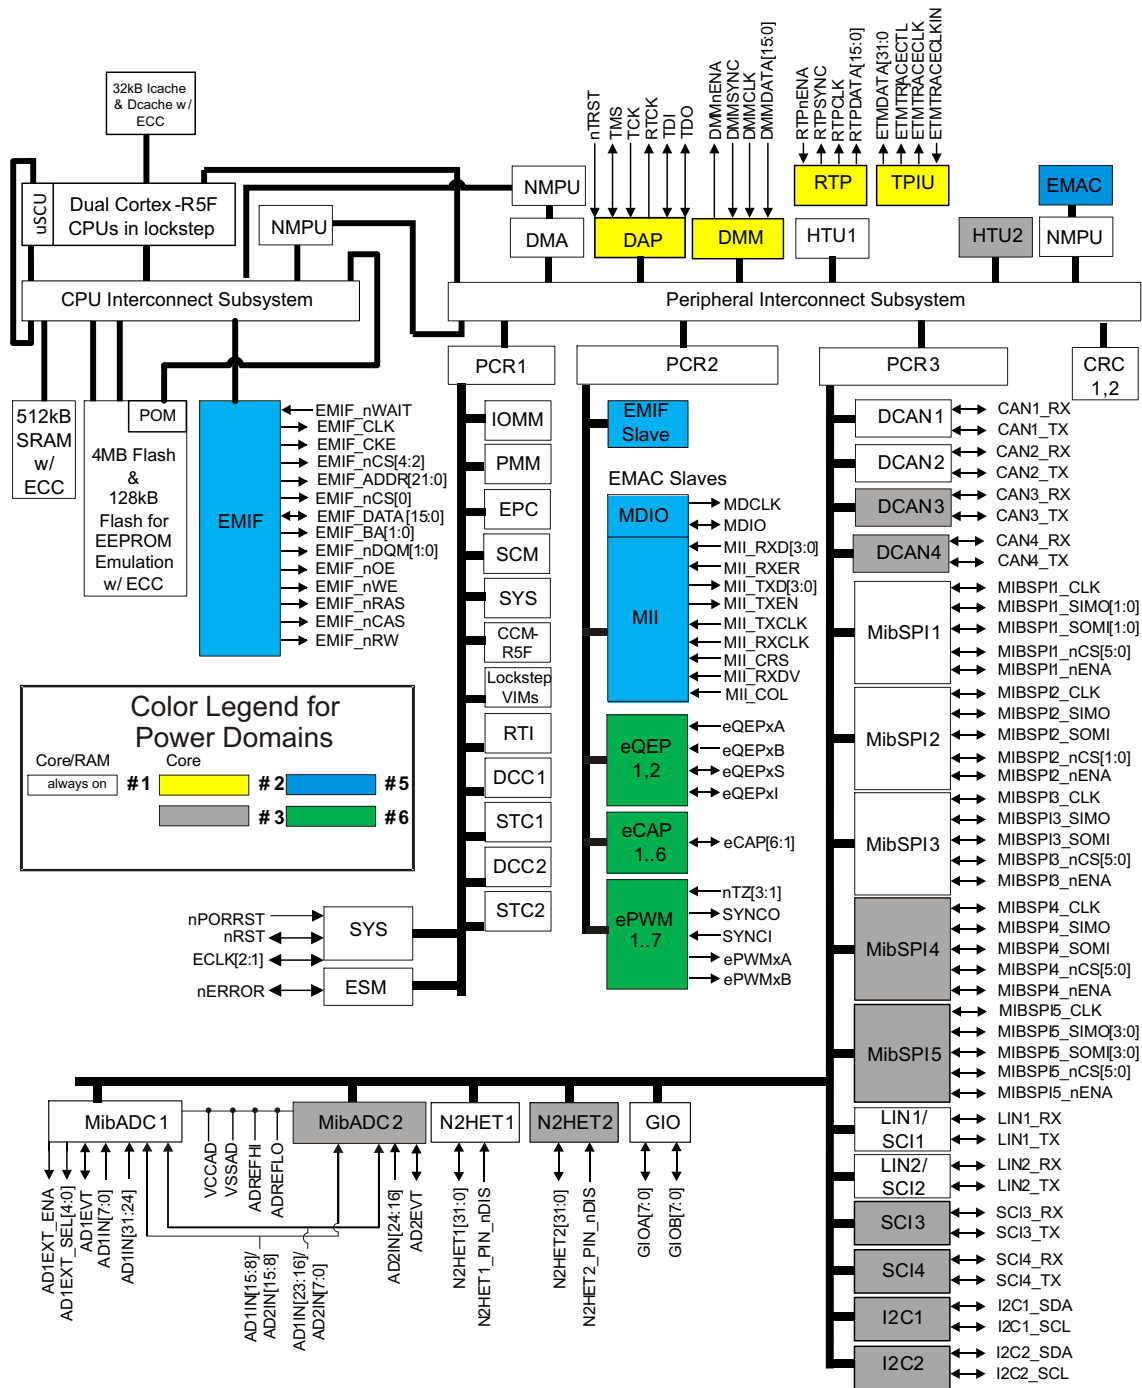 32kB Icache
& Dcache w/
ECC
uSCU
Dual Cortex-R5F
CPUs in lockstep
NMPU
NMPU
DMA
nTRST
TMS
TCK
RTCK
TDI
TDO
DAP
DMMnENA
DMMSYNC
DMMCLK
DMMDATA[15:0]
DMM
RTPnENA
RTPSYNC
RTPCLK
RTPDATA[15:0]
RTP
ETMDATA[31:0]
ETMTRACECTL
ETMTRACECLK
ETMTRACECLKIN
TPIU
HTU1
HTU2
EMAC
NMPU
CPU Interconnect Subsystem
Peripheral Interconnect Subsystem
PCR1
PCR2
PCR3
CRC
1,2
512kB
SRAM
w/
ECC
POM
4MB Flash
&
128kB
Flash for
EEPROM
Emulation
w/ ECC
EMIF
EMIF_nWAIT
EMIF_CLK
EMIF_CKE
EMIF_nCS[4:2]
EMIF_ADDR[21:0]
EMIF_nCS[0]
EMIF_DATA[15:0]
EMIF_BA[1:0]
EMIF_nDQM[1:0]
EMIF_nOE
EMIF_nWE
EMIF_nRAS
EMIF_nCAS
EMIF_nRW
IOMM
PMM
EPC
SCM
SYS
CCM-
R5F
Lockstep
VIMs
RTI
DCC1
STC1
DCC2
STC2
EMIF
Slave
EMAC Slaves
MDIO
MDCLK
MDIO
MII
MII_RXD[3:0]
MII_RXER
MII_TXD[3:0]
MII_TXEN
MII_TXCLK
MII_RXCLK
MII_CRS
MII_RXDV
MII_COL
eQEP
1,2
eQEPxA
eQEPxB
eQEPxS
eQEPxI
eCAP
1..6
eCAP[6:1]
ePWM
1..7
nTZ[3:1]
SYNCO
SYNCI
ePWMxA
ePWMxB
Color Legend for
Power Domains
Core/RAM
Core
always on
#1
#2
#5
#3
#6
nPORRST
nRST
ECLK[2:1]
SYS
nERROR
ESM
DCAN1
CAN1_RX
CAN1_TX
DCAN2
CAN2_RX
CAN2_TX
DCAN3
CAN3_RX
CAN3_TX
DCAN4
CAN4_RX
CAN4_TX
MibSPI1
MIBSPI1_CLK
MIBSPI1_SIMO[1:0]
MIBSPI1_SOMI[1:0]
MIBSPI1_nCS[5:0]
MIBSPI1_nENA
MibSPI2
MIBSPI2_CLK
MIBSPI2_SIMO
MIBSPI2_SOMI
MIBSPI2_nCS[1:0]
MIBSPI2_nENA
MibSPI3
MIBSPI3_CLK
MIBSPI3_SIMO
MIBSPI3_SOMI
MIBSPI3_nCS[5:0]
MIBSPI3_nENA
MibSPI4
MIBSPI4_CLK
MIBSPI4_SIMO
MIBSPI4_SOMI
MIBSPI4_nCS[5:0]
MIBSPI4_nENA
MibSPI5
MIBSPI5_CLK
MIBSPI5_SIMO[3:0]
MIBSPI5_SOMI[3:0]
MIBSPI5_nCS[5:0]
MIBSPI5_nENA
LIN1/
SCI1
LIN1_RX
LIN1_TX
LIN2/
SCI2
LIN2_RX
LIN2_TX
SCI3
SCI3_RX
SCI3_TX
SCI4
SCI4_RX
SCI4_TX
I2C1
I2C1_SDA
I2C1_SCL
I2C2
I2C2_SDA
I2C2_SCL
MibADC1
MibADC2
N2HET1
N2HET2
GIO
AD1EXT_ENA
AD1EXT_SEL[4:0]
AD1EVT
AD1IN[7:0]
AD1IN[31:24]
VCCAD
VSSAD
ADREFHI
ADREFLO
AD1IN[15:8]/
AD2IN[15:8]
AD1IN[23:16]/
AD2IN[7:0]
AD2IN[24:16]
AD2EVT
N2HET1[31:0]
N2HET1_PIN_nDIS
N2HET2[31:0]
N2HET2_PIN_nDIS
GIOA[7:0]
GIOB[7:0]